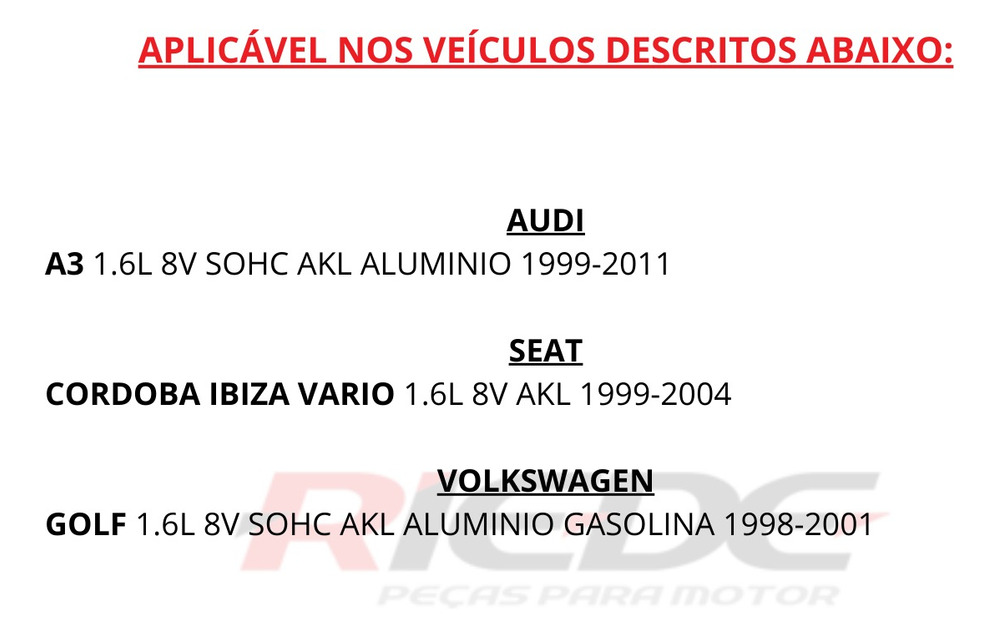 APLICÁVEL NOS VEÍCULOS DESCRITOS ABAIXO:
AUDI
A3 1.6L 8V SOHC AKL ALUMINIO 1999-2011
SEAT
CORDOBA IBIZA VARIO 1.6L 8V AKL 1999-2004
VOLKSWAGEN
GOLF 1.6L 8V SOHC AKL ALUMINIO GASOLINA 1998-2001
RIEDE
PEÇAS PARA MOTOR